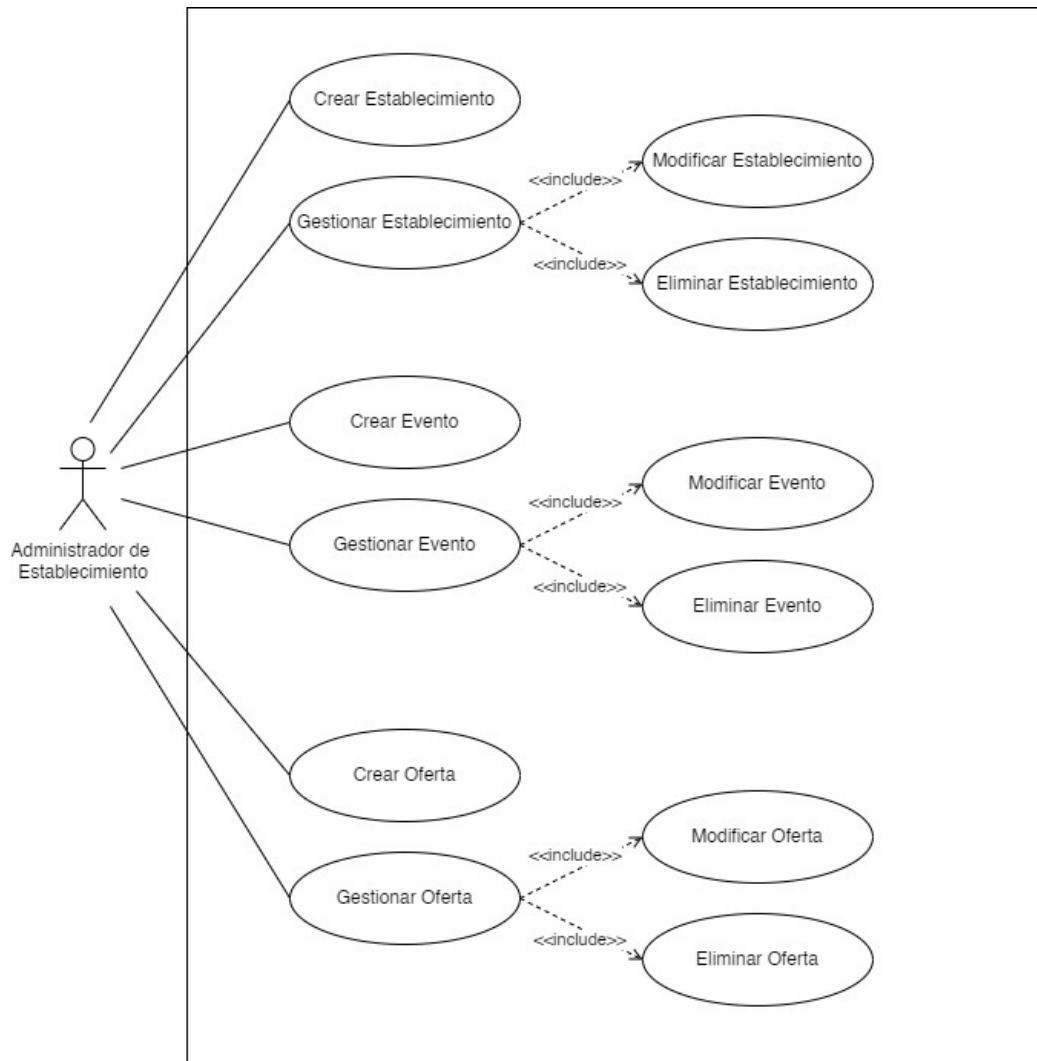 Crear Establecimiento
Modificar Establecimiento
<<include>>
Gestionar Establecimiento
<<include>>
Eliminar Establecimiento
Crear Evento
Modificar Evento
<<include>>
Gestionar Evento
Administrador de
Establecimiento
<<include>>
Eliminar Evento
Crear Oferta
Modificar Oferta
<<include>>
Gestionar Oferta
<<include>>
Eliminar Oferta